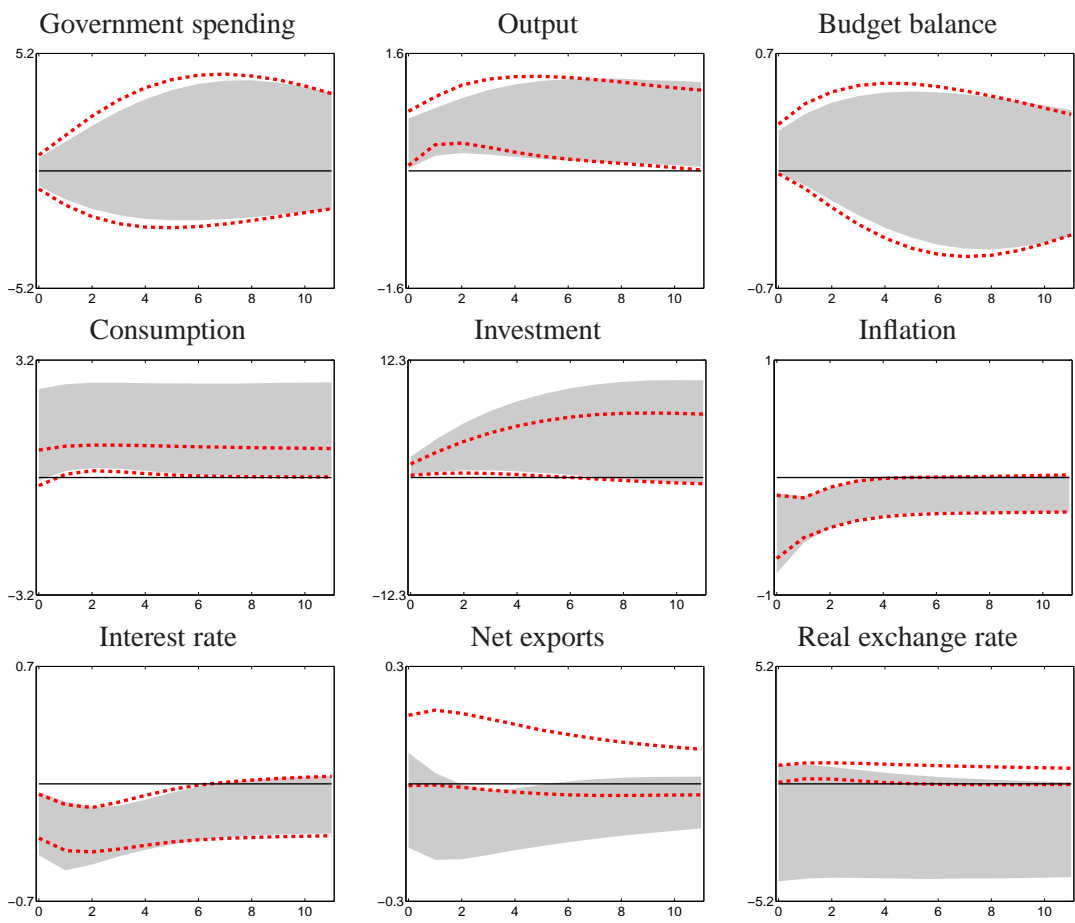 Government spending
Output
Budget balance
5.2
−5.2
0 2 4 6 8 10
1.6
−1.6
0 2 4 6 8 10
0.7
−0.7
0 2 4 6 8 10
Consumption
Investment
Inflation
3.2
−3.2
0 2 4 6 8 10
12.3
−12.3
0 2 4 6 8 10
1
−1
0 2 4 6 8 10
Interest rate
Net exports
Real exchange rate
0.7
−0.7
0 2 4 6 8 10
0.3
−0.3
0 2 4 6 8 10
5.2
−5.2
0 2 4 6 8 10